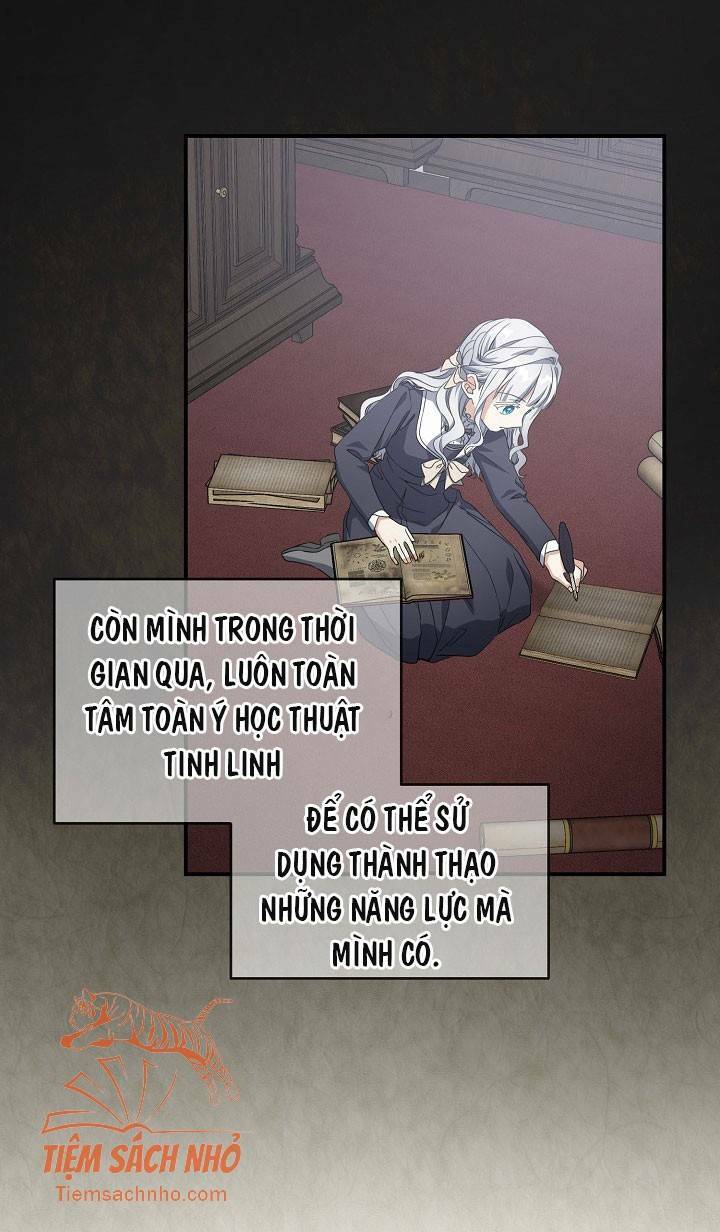 CÒN MÌNH TRONG THỜI
GIAN QUA, LUÔN TOÀN
TÂM TOÀN Ý HỌC THUẬT
TINH LINH
ĐỂ CÓ THỂ SỬ
DỤNG THÀNH THẠO
NHỮNG NĂNG LỰC MÀ
MÌNH CÓ.
TIỆM SÁCH NHỎ
Tiemsachnho.com